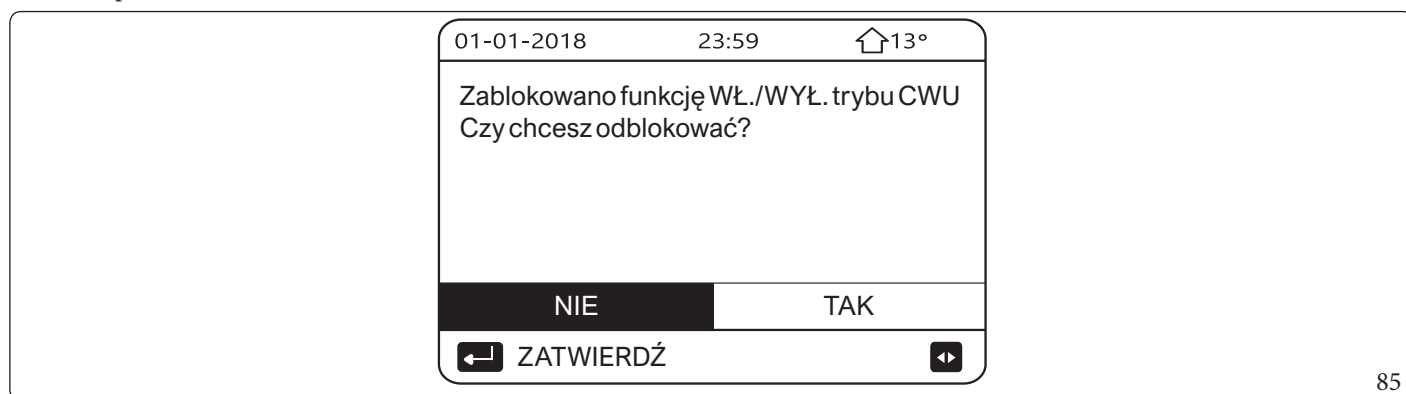 01-01-2018 23:59 13°
Zablokowano funkcję WŁ./WYŁ. trybu CWU
Czy chcesz odblokować?
NIE TAK
ZATWIERDŹ
85